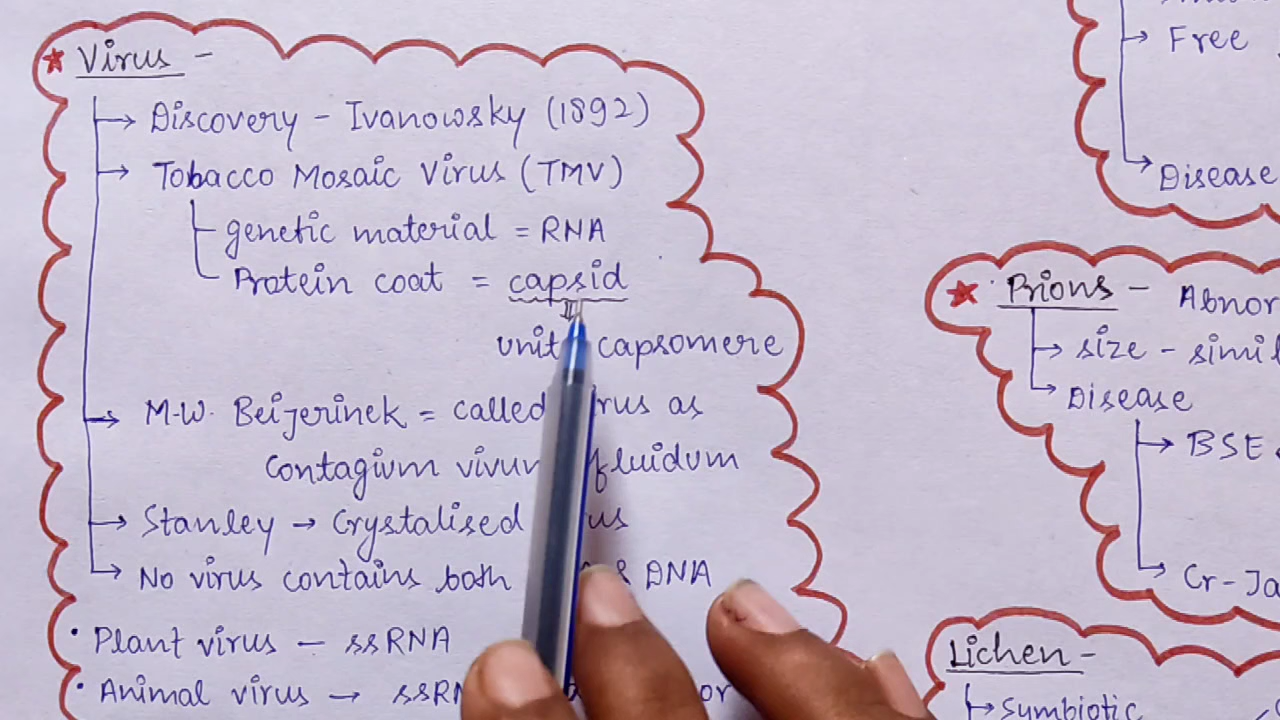 Virus -
Discovery - Ivanowsky (1892)
Tobacco Mosaic Virus (TMV)
genetic material = RNA
Protein coat = capsid
unit capsomere
M.W. Beijerinek = called as
Contagium fluidum
Stanley → Crystalised
No virus contains both & DNA
• Plant virus - ssRNA
• Animal virus → or
Free
Disease
Prions - Abnor
size - simil
Disease
BSE
Cr-Ja
Lichen -
Symbiotic